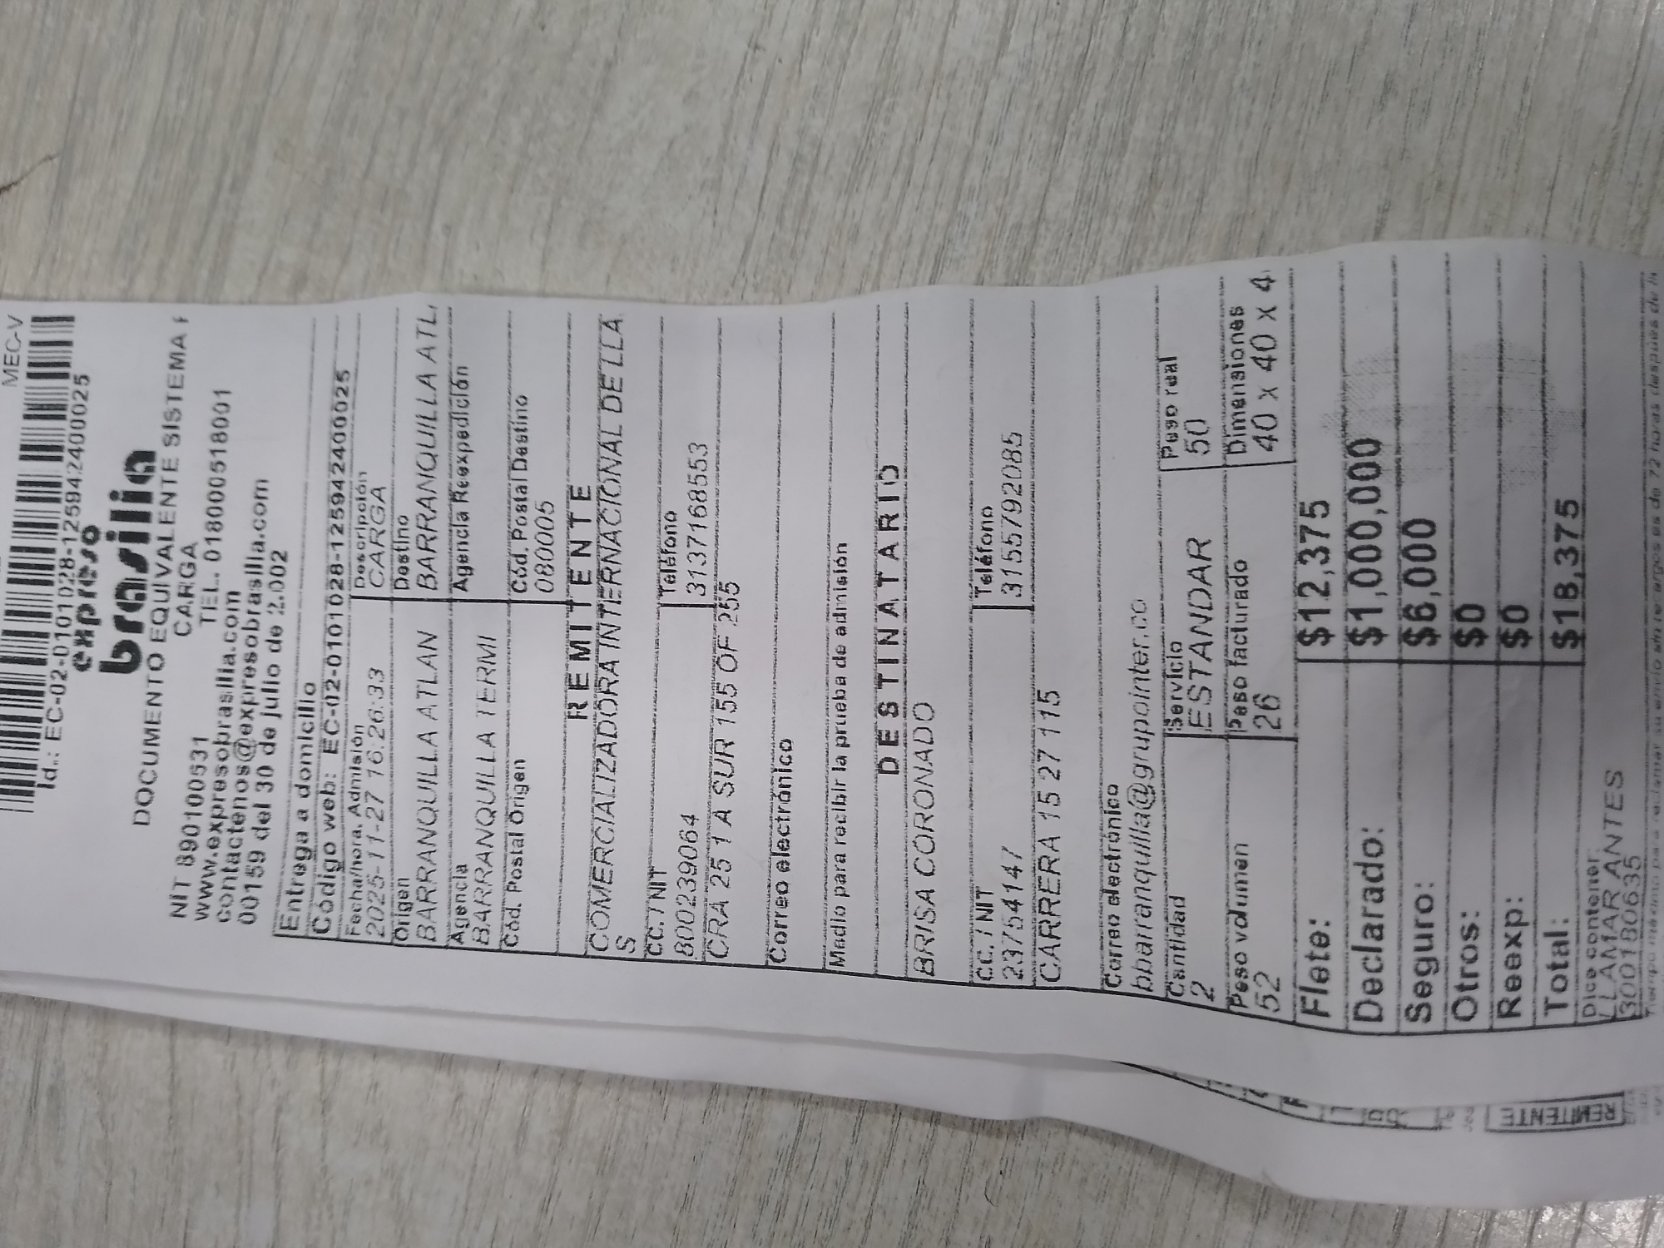 MEC-V
Id.: EC-02-0101028-1259424400025
expreso
brasilia
DOCUMENTO EQUIVALENTE SISTEMA
CARGA
NIT 890100531 TEL. 018000518001
www.expresobrasilia.com
contactenos@expresobrasilia.com
00159 del 30 de julio de 2.002
Entrega a domicilio
Código web: EC-02-0101028-1259424400025
Fecha/hora. Admisión Descripción
2025-11-27 16:26:33 CARGA
Origen Destino
BARRANQUILLA ATLAN BARRANQUILLA ATL
Agencia Agencia Reexpedición
BARRANQUILLA TERMI
Cód. Postal Origen Cód. Postal Destino
080005
REMITENTE
COMERCIALIZADORA INTERNACIONAL DE LLA
S
CC. / NIT Teléfono
800239064 3137168553
CRA 25 1 A SUR 155 OF 255
Correo electrónico
Medio para recibir la prueba de admisión
DESTINATARIO
BRISA CORONADO
CC. / NIT Teléfono
23754147 3155792085
CARRERA 15 27 115
Correo electrónico
bbarranquilla@grupointer.co
Cantidad Servicio Peso real
2 ESTANDAR 50
Peso volumen Peso facturado Dimensiones
52 26 40 x 40 x 4
Flete: $12,375
Declarado: $1,000,000
Seguro: $6,000
Otros: $0
Reexp: $0
Total: $18,375
Dice contener:
LLAMAR ANTES
3001780635
REMITENTE